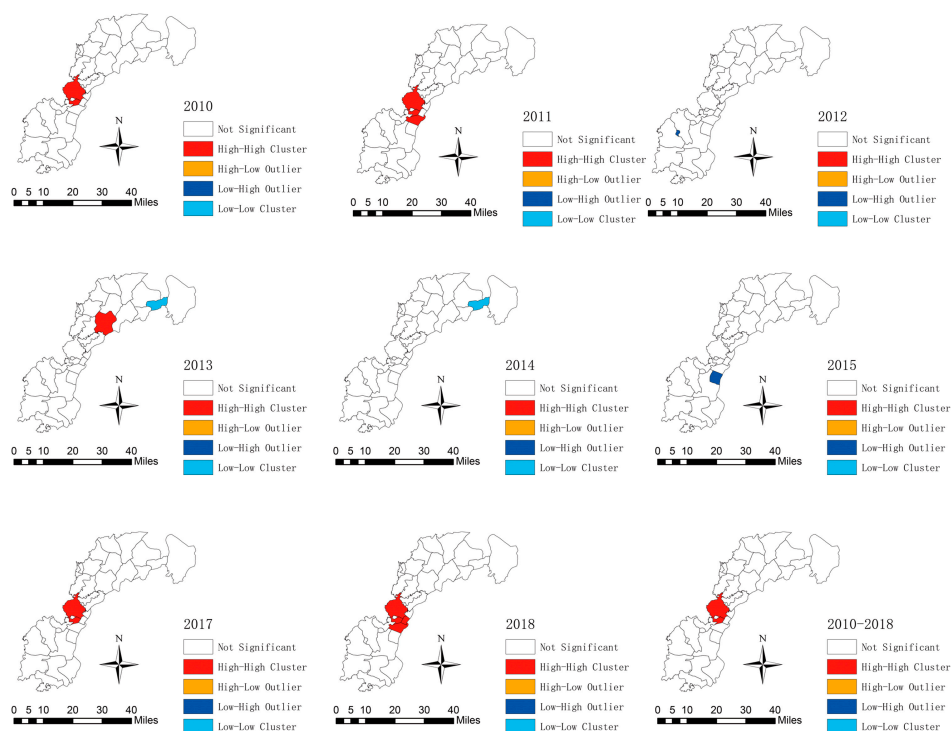 2010
N
Not Significant
High-High Cluster
High-Low Outlier
Low-High Outlier
Low-Low Cluster
0 5 10 20 30 40
Miles
2011
N
Not Significant
High-High Cluster
High-Low Outlier
Low-High Outlier
Low-Low Cluster
0 5 10 20 30 40
Miles
2012
N
Not Significant
High-High Cluster
High-Low Outlier
Low-High Outlier
Low-Low Cluster
0 5 10 20 30 40
Miles
2013
N
Not Significant
High-High Cluster
High-Low Outlier
Low-High Outlier
Low-Low Cluster
0 5 10 20 30 40
Miles
2014
N
Not Significant
High-High Cluster
High-Low Outlier
Low-High Outlier
Low-Low Cluster
0 5 10 20 30 40
Miles
2015
N
Not Significant
High-High Cluster
High-Low Outlier
Low-High Outlier
Low-Low Cluster
0 5 10 20 30 40
Miles
2017
N
Not Significant
High-High Cluster
High-Low Outlier
Low-High Outlier
Low-Low Cluster
0 5 10 20 30 40
Miles
2018
N
Not Significant
High-High Cluster
High-Low Outlier
Low-High Outlier
Low-Low Cluster
0 5 10 20 30 40
Miles
2010-2018
N
Not Significant
High-High Cluster
High-Low Outlier
Low-High Outlier
Low-Low Cluster
0 5 10 20 30 40
Miles